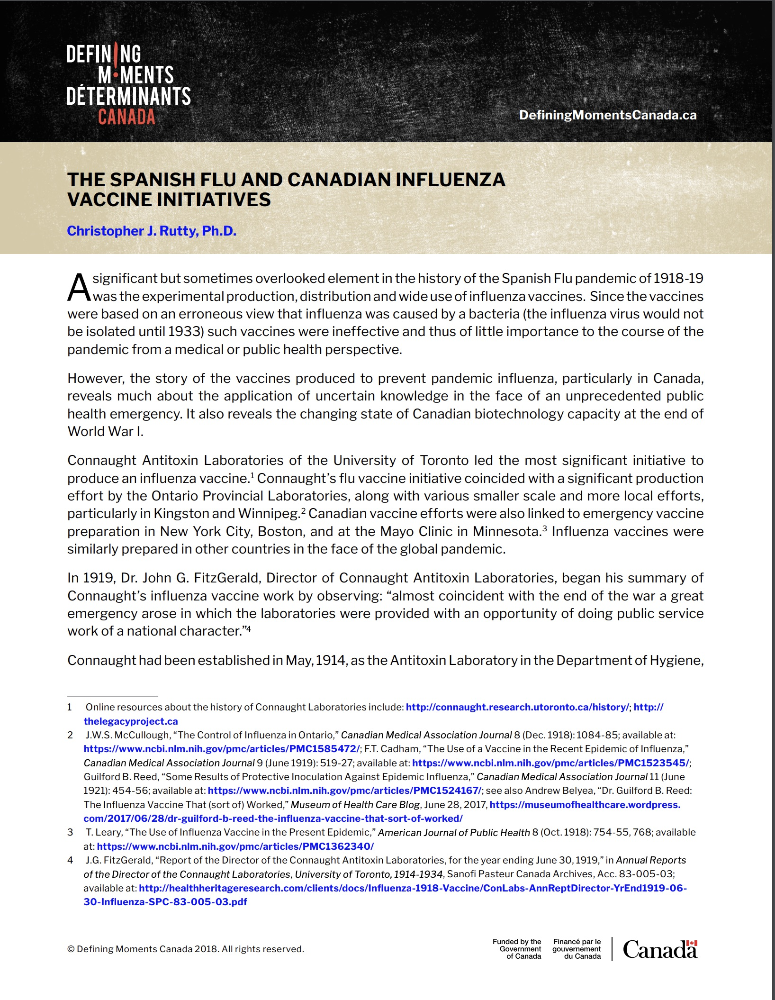 DEFIN!NG
M•MENTS
DÉTERMINANTS
CANADA
DefiningMomentsCanada.ca
THE SPANISH FLU AND CANADIAN INFLUENZA
VACCINE INITIATIVES
Christopher J. Rutty, Ph.D.
A significant but sometimes overlooked element in the history of the Spanish Flu pandemic of 1918-19
was the experimental production, distribution and wide use of influenza vaccines. Since the vaccines
were based on an erroneous view that influenza was caused by a bacteria (the influenza virus would not
be isolated until 1933) such vaccines were ineffective and thus of little importance to the course of the
pandemic from a medical or public health perspective.
However, the story of the vaccines produced to prevent pandemic influenza, particularly in Canada,
reveals much about the application of uncertain knowledge in the face of an unprecedented public
health emergency. It also reveals the changing state of Canadian biotechnology capacity at the end of
World War I.
Connaught Antitoxin Laboratories of the University of Toronto led the most significant initiative to
produce an influenza vaccine.¹ Connaught’s flu vaccine initiative coincided with a significant production
effort by the Ontario Provincial Laboratories, along with various smaller scale and more local efforts,
particularly in Kingston and Winnipeg.² Canadian vaccine efforts were also linked to emergency vaccine
preparation in New York City, Boston, and at the Mayo Clinic in Minnesota.³ Influenza vaccines were
similarly prepared in other countries in the face of the global pandemic.
In 1919, Dr. John G. FitzGerald, Director of Connaught Antitoxin Laboratories, began his summary of
Connaught’s influenza vaccine work by observing: “almost coincident with the end of the war a great
emergency arose in which the laboratories were provided with an opportunity of doing public service
work of a national character.”⁴
Connaught had been established in May, 1914, as the Antitoxin Laboratory in the Department of Hygiene,
1 Online resources about the history of Connaught Laboratories include: http://connaught.research.utoronto.ca/history/; http://
thelegacyproject.ca
2 J.W.S. McCullough, “The Control of Influenza in Ontario,” Canadian Medical Association Journal 8 (Dec. 1918): 1084-85; available at:
https://www.ncbi.nlm.nih.gov/pmc/articles/PMC1585472/; F.T. Cadham, “The Use of a Vaccine in the Recent Epidemic of Influenza,”
Canadian Medical Association Journal 9 (June 1919): 519-27; available at: https://www.ncbi.nlm.nih.gov/pmc/articles/PMC1523545/;
Guilford B. Reed, “Some Results of Protective Inoculation Against Epidemic Influenza,” Canadian Medical Association Journal 11 (June
1921): 454-56; available at: https://www.ncbi.nlm.nih.gov/pmc/articles/PMC1524167/; see also Andrew Belyea, “Dr. Guilford B. Reed:
The Influenza Vaccine That (sort of) Worked,” Museum of Health Care Blog, June 28, 2017, https://museumofhealthcare.wordpress.
com/2017/06/28/dr-guilford-b-reed-the-influenza-vaccine-that-sort-of-worked/
3 T. Leary, “The Use of Influenza Vaccine in the Present Epidemic,” American Journal of Public Health 8 (Oct. 1918): 754-55, 768; available
at: https://www.ncbi.nlm.nih.gov/pmc/articles/PMC1362340/
4 J.G. FitzGerald, “Report of the Director of the Connaught Antitoxin Laboratories, for the year ending June 30, 1919,” in Annual Reports
of the Director of the Connaught Laboratories, University of Toronto, 1914-1934, Sanofi Pasteur Canada Archives, Acc. 83-005-03;
available at: http://healthheritageresearch.com/clients/docs/Influenza-1918-Vaccine/ConLabs-AnnReptDirector-YrEnd1919-06-
30-Influenza-SPC-83-005-03.pdf
© Defining Moments Canada 2018. All rights reserved.
Funded by the
Government
of Canada
Financé par le
gouvernement
du Canada
Canada